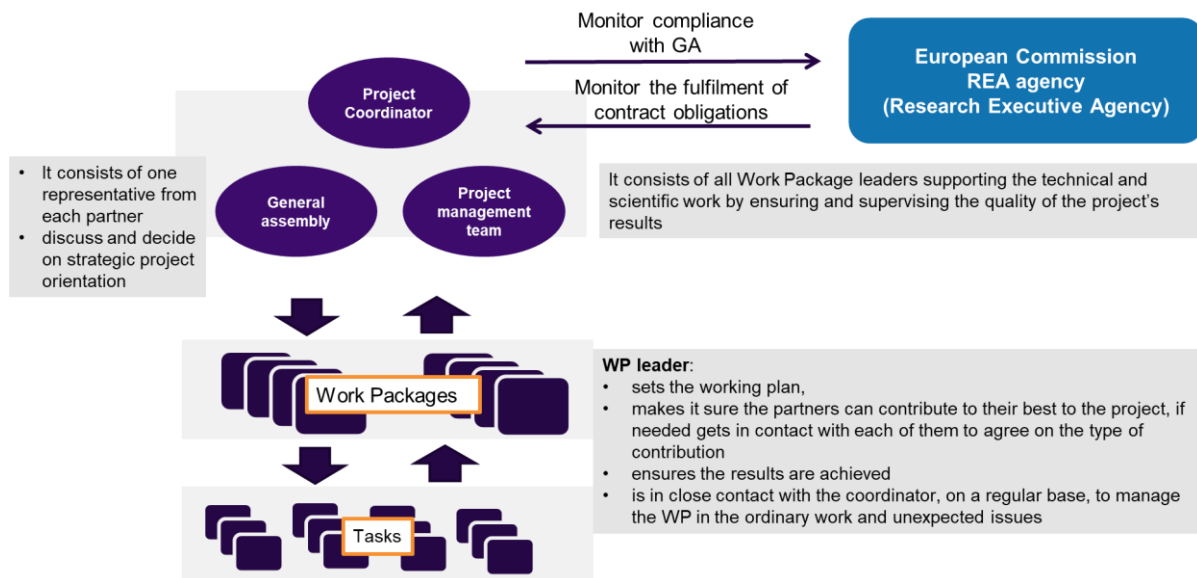 Monitor compliance
with GA
Monitor the fulfilment of
contract obligations
European Commission
REA agency
(Research Executive Agency)
Project
Coordinator
General
assembly
Project
management
team
• It consists of one
representative from
each partner
• discuss and decide
on strategic project
orientation
It consists of all Work Package leaders supporting the technical and
scientific work by ensuring and supervising the quality of the project's
results
Work Packages
WP leader:
• sets the working plan,
• makes it sure the partners can contribute to their best to the project, if
needed gets in contact with each of them to agree on the type of
contribution
• ensures the results are achieved
• is in close contact with the coordinator, on a regular base, to manage
the WP in the ordinary work and unexpected issues
Tasks